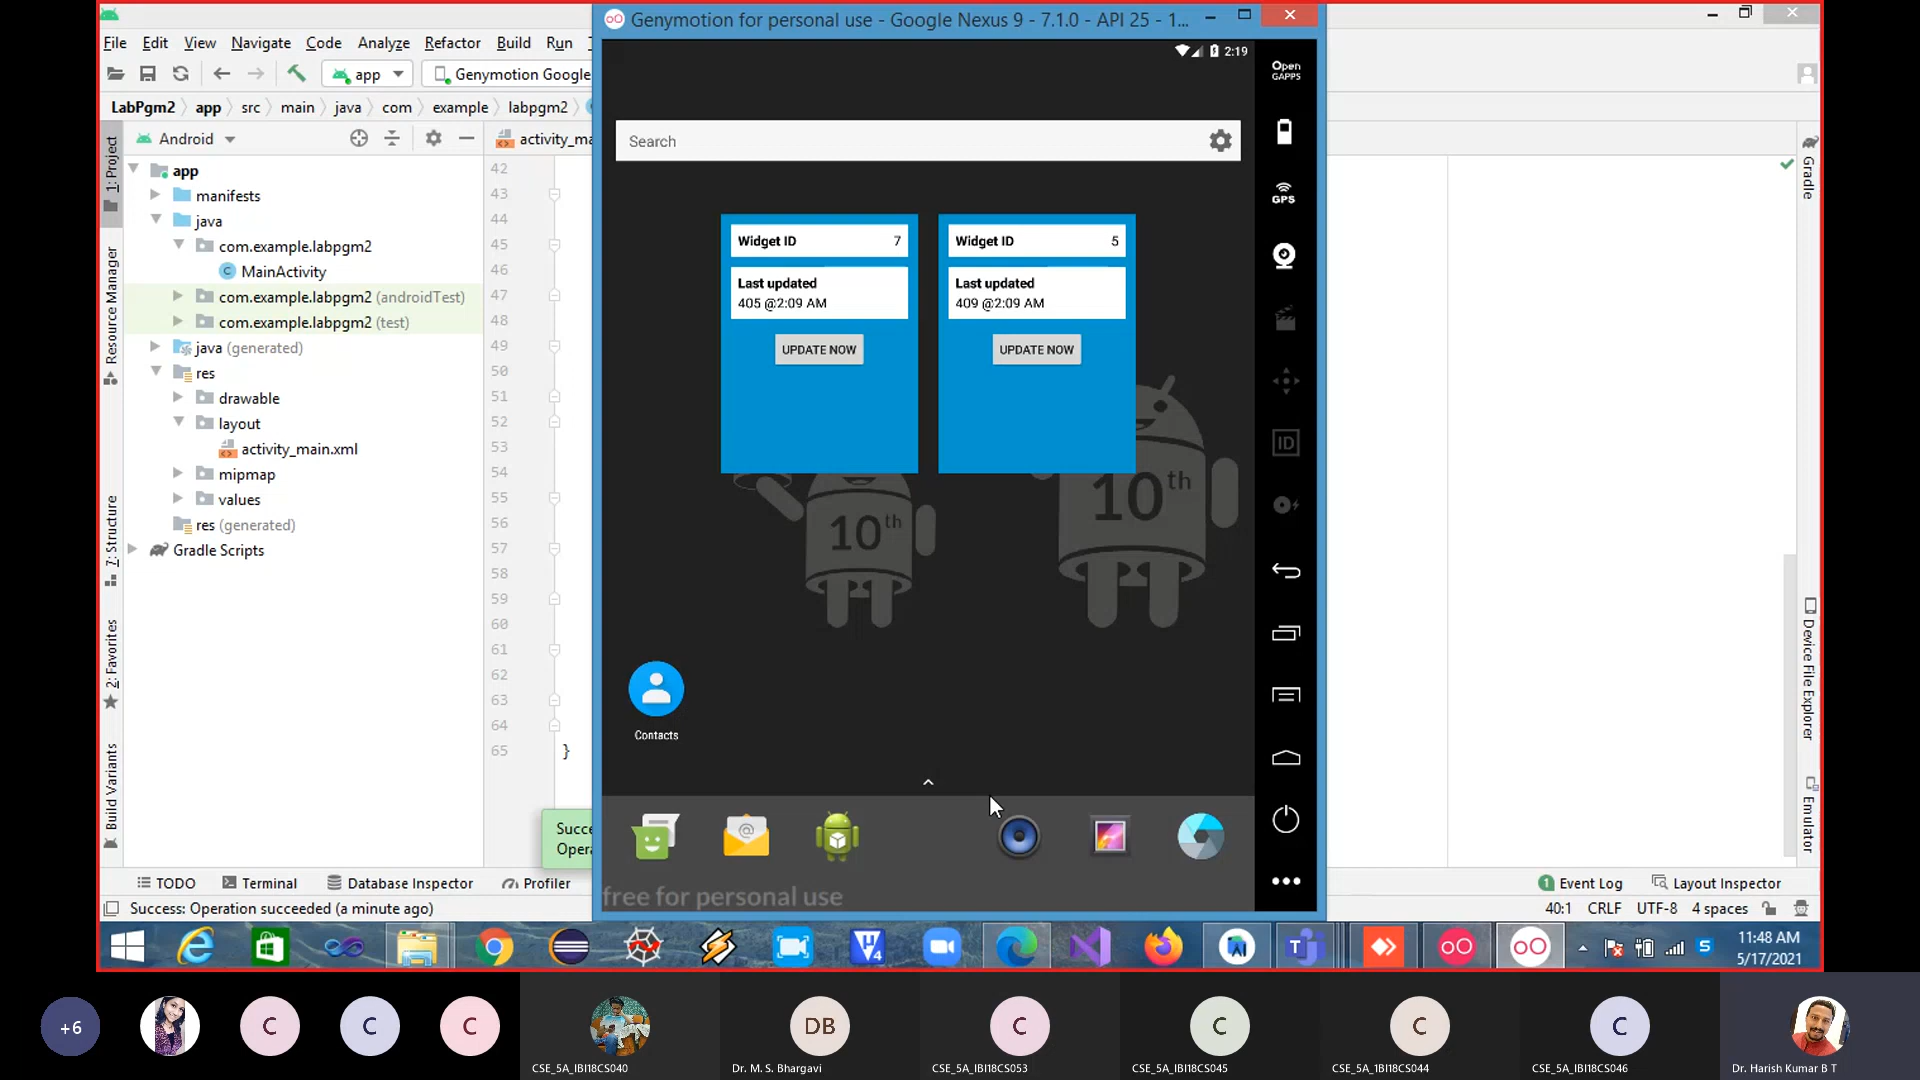 Genymotion for personal use - Google Nexus 9 - 7.1.0 - API 25 - 1...
File Edit View Navigate Code Analyze Refactor Build Run
app
Genymotion Google
LabPgm2 app src main java com example labpgm2
Android
activity_ma
1: Project
Resource Manager
7: Structure
2: Favorites
Build Variants
app
manifests
java
com.example.labpgm2
MainActivity
com.example.labpgm2 (androidTest)
com.example.labpgm2 (test)
java (generated)
res
drawable
layout
activity_main.xml
mipmap
values
res (generated)
Gradle Scripts
42
43
44
45
46
47
48
49
50
51
52
53
54
55
56
57
58
59
60
61
62
63
64
65 }
Succe
Opera
2:19
Search
Widget ID 7
Last updated
405 @2:09 AM
UPDATE NOW
Widget ID 5
Last updated
409 @2:09 AM
UPDATE NOW
10th
10th
Contacts
free for personal use
Open
GAPPS
GPS
ID
Gradle
Device File Explorer
Emulator
TODO Terminal Database Inspector Profiler
1 Event Log Layout Inspector
Success: Operation succeeded (a minute ago)
40:1 CRLF UTF-8 4 spaces
11:48 AM
5/17/2021
+6
C
C
C
CSE_5A_IBI18CS040
DB
Dr. M. S. Bhargavi
C
CSE_5A_IBI18CS053
C
CSE_5A_IBI18CS045
C
CSE_5A_1BI18CS044
C
CSE_5A_IBI18CS046
Dr. Harish Kumar B T